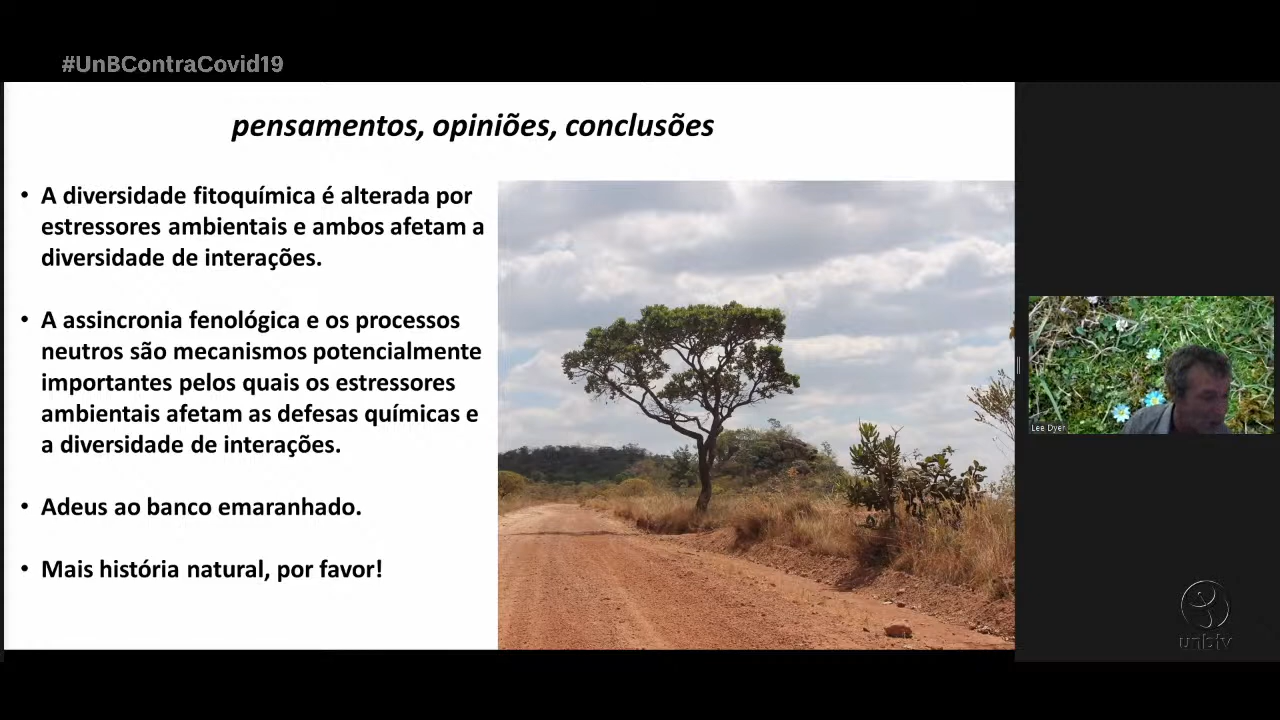 #UnBContraCovid19
pensamentos, opiniões, conclusões
• A diversidade fitoquímica é alterada por
estressores ambientais e ambos afetam a
diversidade de interações.
• A assincronia fenológica e os processos
neutros são mecanismos potencialmente
importantes pelos quais os estressores
ambientais afetam as defesas químicas e
a diversidade de interações.
• Adeus ao banco emaranhado.
• Mais história natural, por favor!
Lee Dyer
unbtv